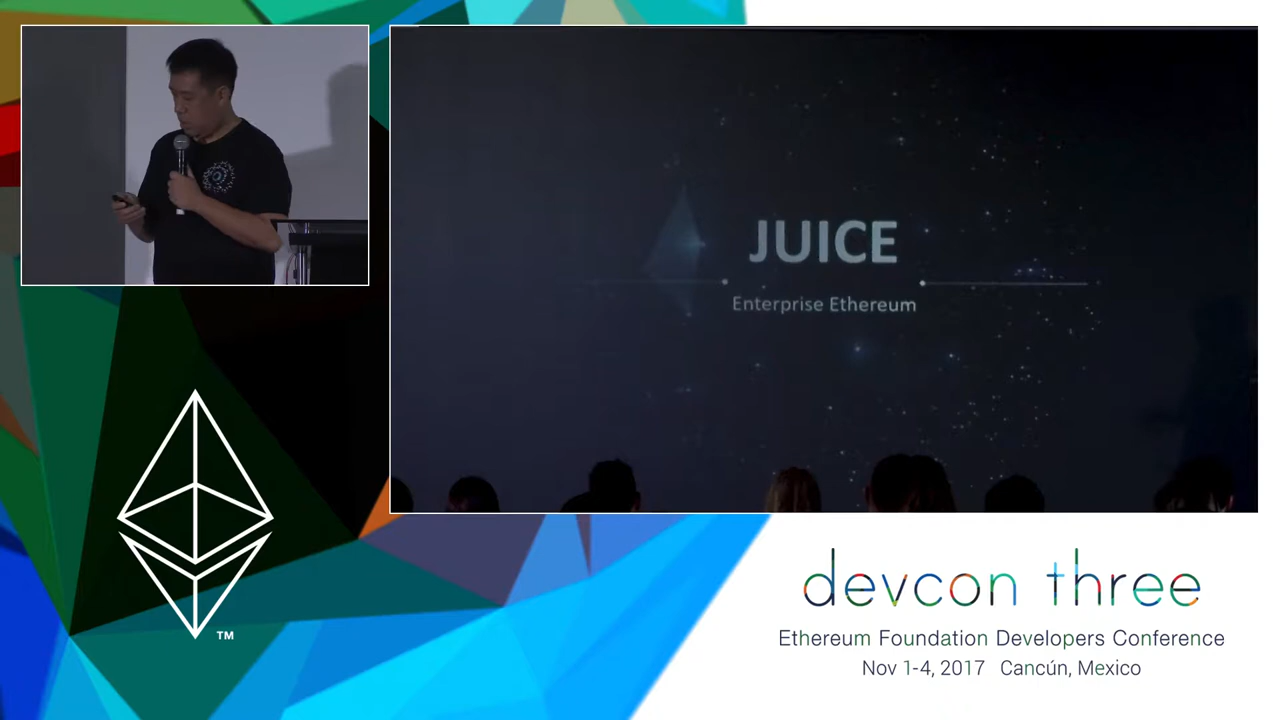 JUICE
Enterprise Ethereum
TM
devcon three
Ethereum Foundation Developers Conference
Nov 1-4, 2017 Cancún, Mexico